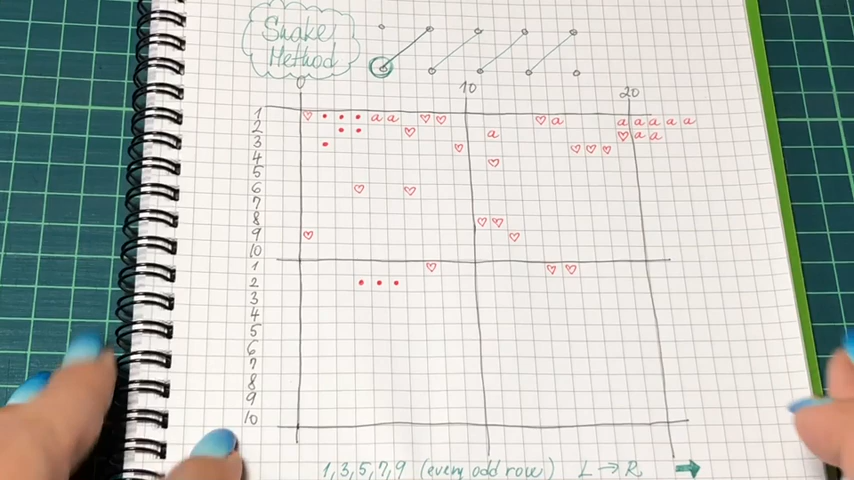 Snake
Method
0 10 20
1 ♡ • • • a a ♡ ♡ ♡ a a a a a a
2 • • ♡ a ♡ a a
3 • ♡ ♡ ♡ ♡
4 ♡
5
6 ♡ ♡
7
8 ♡ ♡
9 ♡ ♡
10
1 ♡ ♡ ♡
2 • • •
3
4
5
6
7
8
9
10
1,3,5,7,9 (every odd row) L → R →